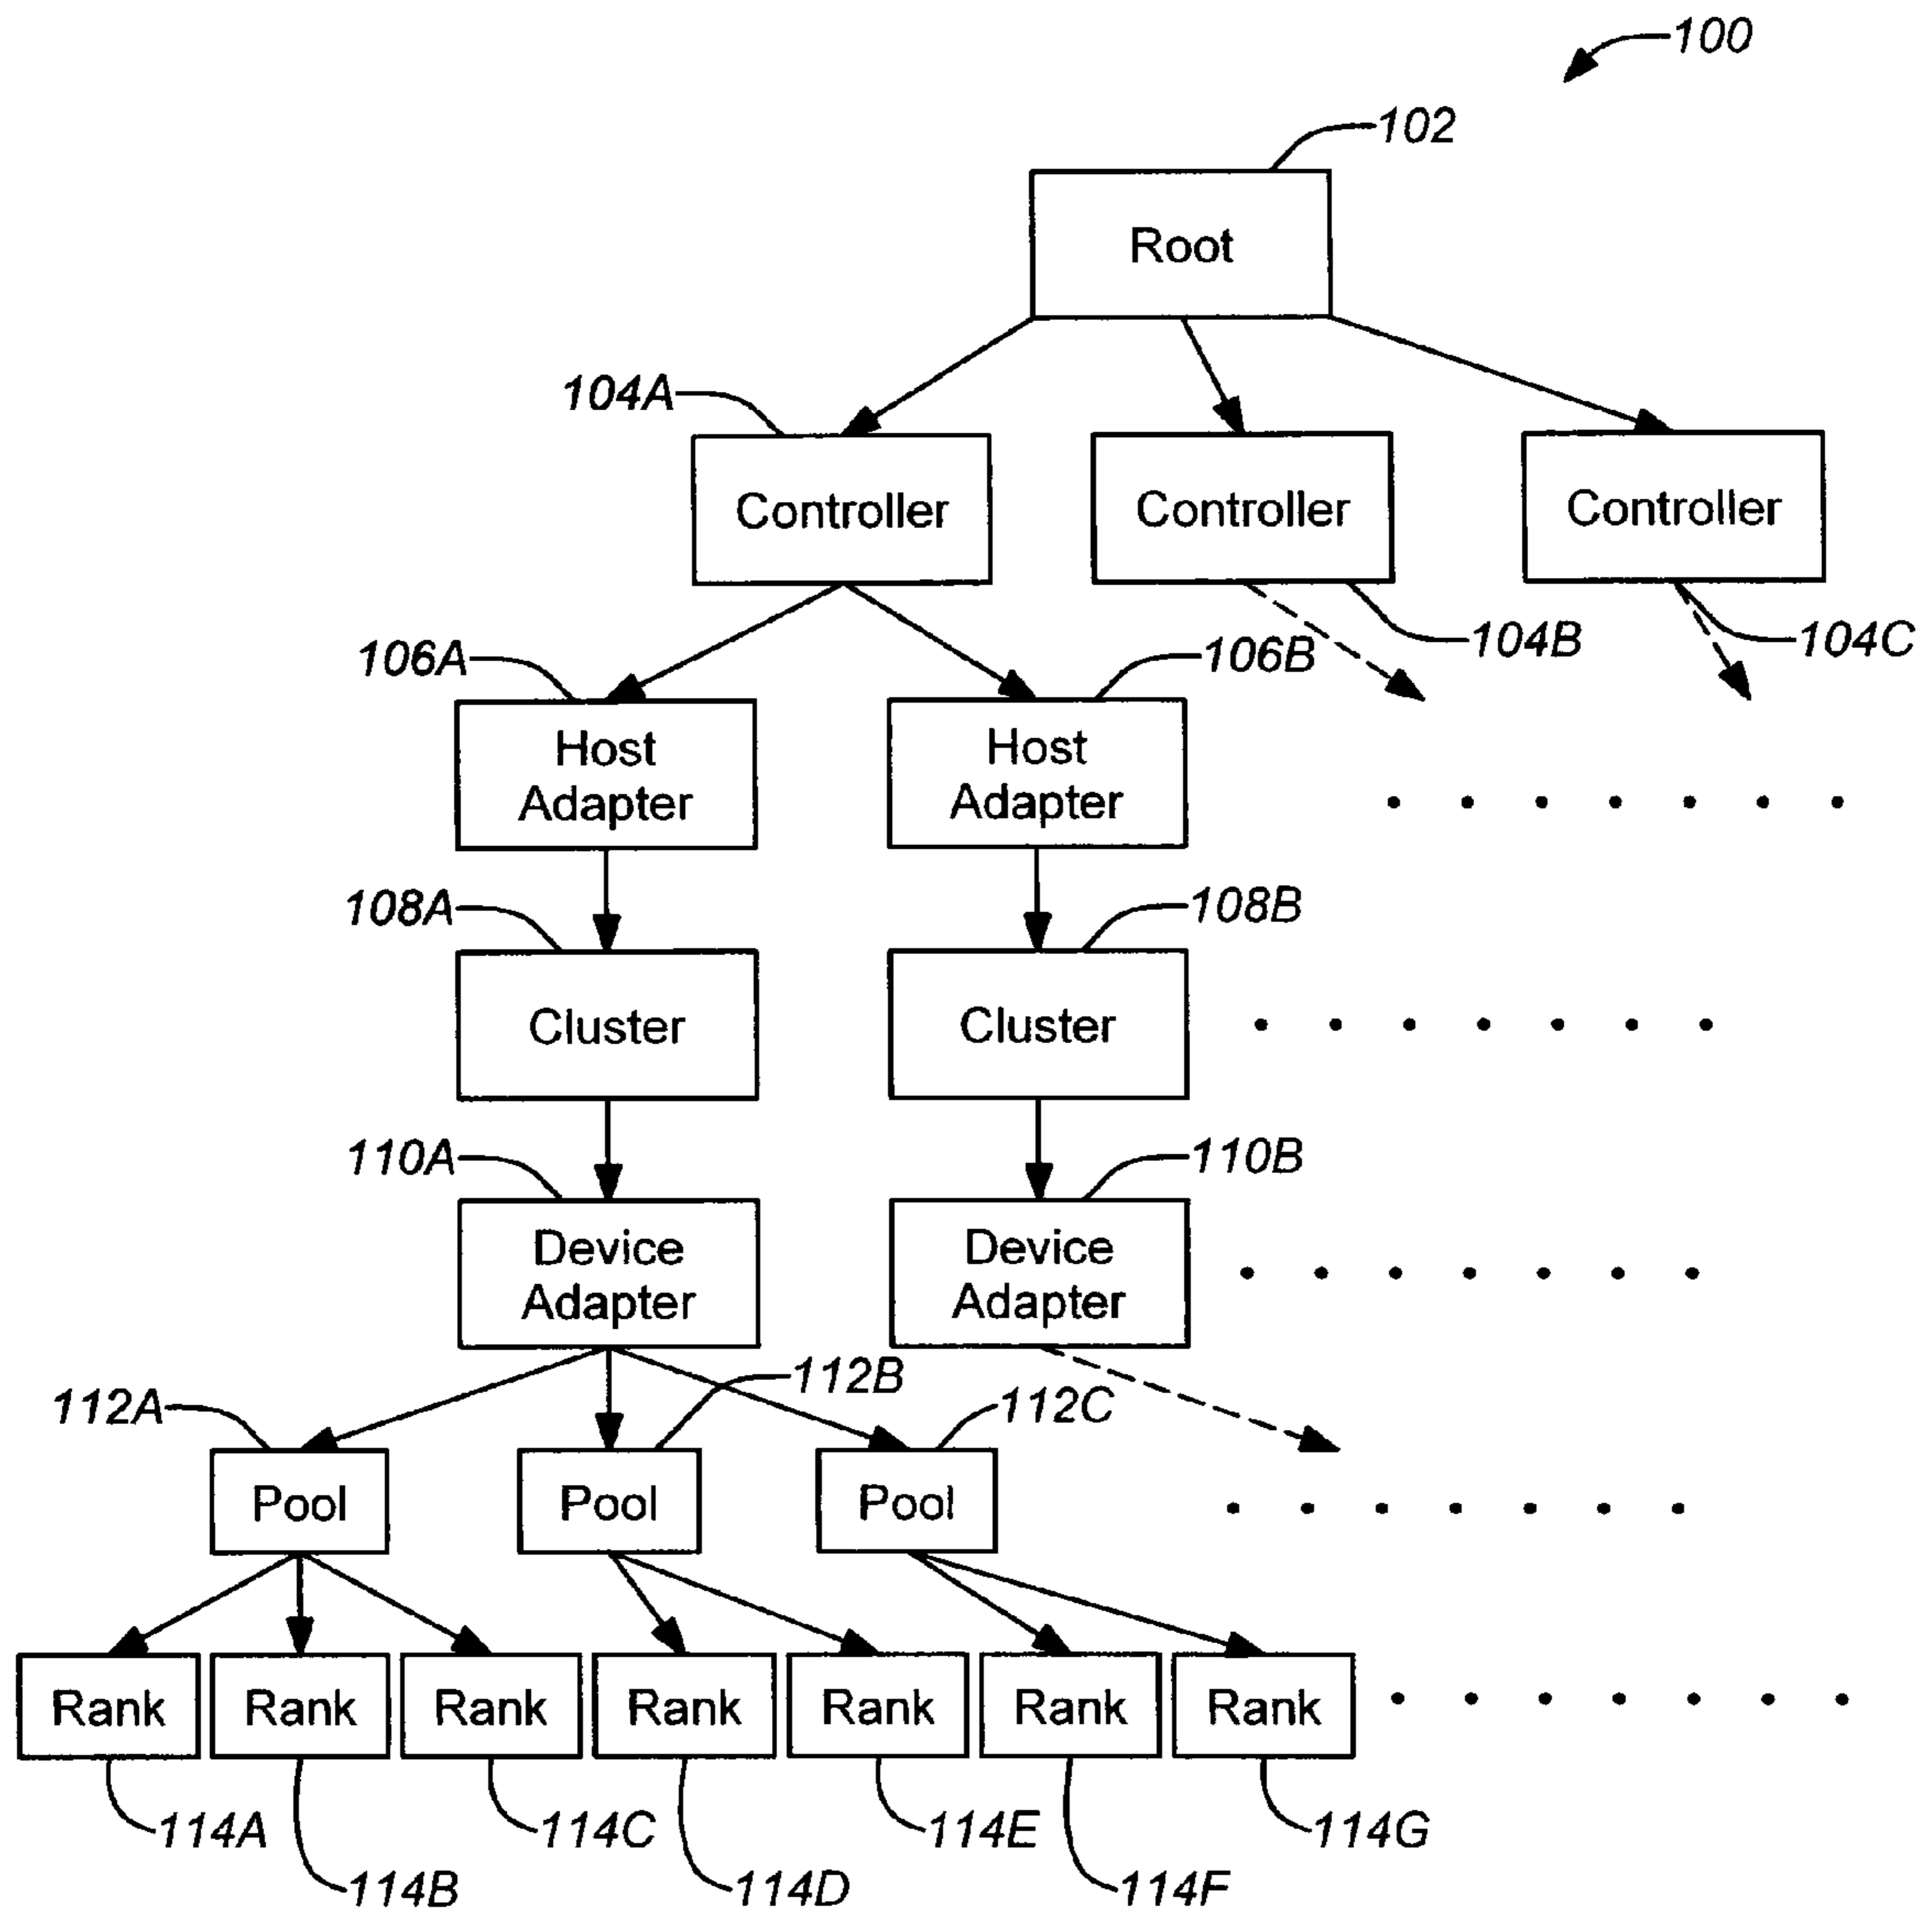 100
102
Root
104A
Controller
Controller
Controller
104B
104C
106A
106B
Host
Adapter
Host
Adapter
108A
108B
Cluster
Cluster
110A
110B
Device
Adapter
Device
Adapter
112A
112B
112C
Pool
Pool
Pool
Rank
Rank
Rank
Rank
Rank
Rank
Rank
114A
114B
114C
114D
114E
114F
114G